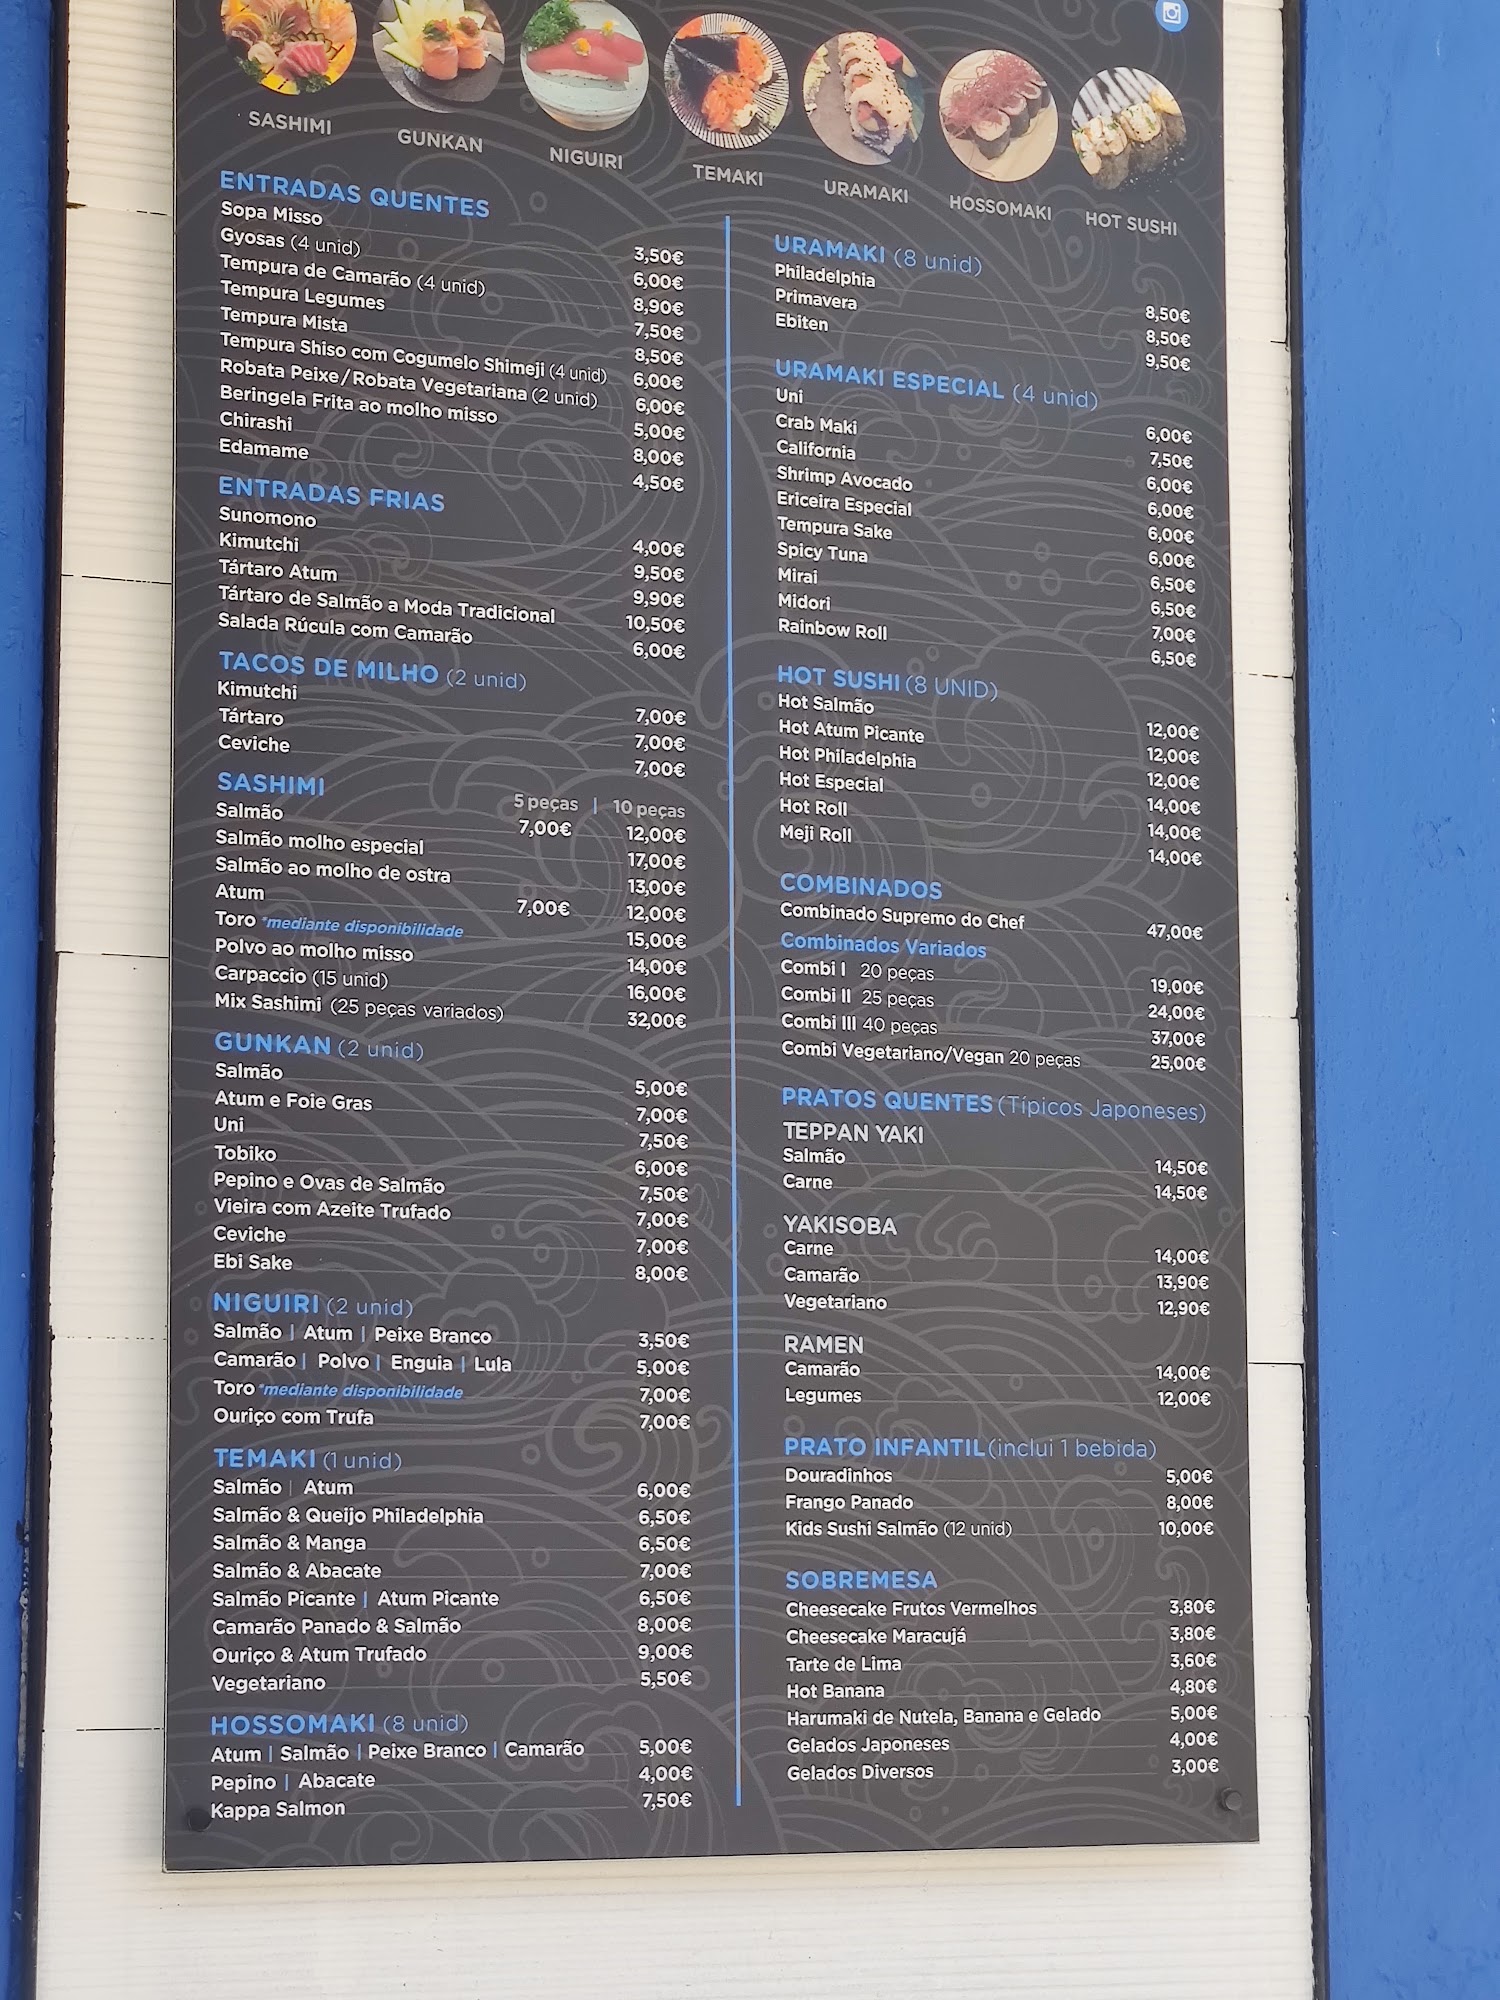 SASHIMI
GUNKAN
NIGUIRI
TEMAKI
URAMAKI
HOSSOMAKI
HOT SUSHI
ENTRADAS QUENTES
Sopa Misso 3,50€
Gyosas (4 unid) 6,00€
Tempura de Camarão (4 unid) 8,90€
Tempura Legumes 7,50€
Tempura Mista 8,50€
Tempura Shiso com Cogumelo Shimeji (4 unid) 6,00€
Robata Peixe/Robata Vegetariana (2 unid) 6,00€
Beringela Frita ao molho misso 5,00€
Chirashi 8,00€
Edamame 4,50€
ENTRADAS FRIAS
Sunomono 4,00€
Kimutchi 9,50€
Tártaro Atum 9,90€
Tártaro de Salmão a Moda Tradicional 10,50€
Salada Rúcula com Camarão 6,00€
TACOS DE MILHO (2 unid)
Kimutchi 7,00€
Tártaro 7,00€
Ceviche 7,00€
SASHIMI 5 peças | 10 peças
Salmão 7,00€ 12,00€
Salmão molho especial 17,00€
Salmão ao molho de ostra 13,00€
Atum 7,00€ 12,00€
Toro *mediante disponibilidade 15,00€
Polvo ao molho misso 14,00€
Carpaccio (15 unid) 16,00€
Mix Sashimi (25 peças variados) 32,00€
GUNKAN (2 unid)
Salmão 5,00€
Atum e Foie Gras 7,00€
Uni 7,50€
Tobiko 6,00€
Pepino e Ovas de Salmão 7,50€
Vieira com Azeite Trufado 7,00€
Ceviche 7,00€
Ebi Sake 8,00€
NIGUIRI (2 unid)
Salmão | Atum | Peixe Branco 3,50€
Camarão | Polvo | Enguia | Lula 5,00€
Toro *mediante disponibilidade 7,00€
Ouriço com Trufa 7,00€
TEMAKI (1 unid)
Salmão | Atum 6,00€
Salmão & Queijo Philadelphia 6,50€
Salmão & Manga 6,50€
Salmão & Abacate 7,00€
Salmão Picante | Atum Picante 6,50€
Camarão Panado & Salmão 8,00€
Ouriço & Atum Trufado 9,00€
Vegetariano 5,50€
HOSSOMAKI (8 unid)
Atum | Salmão | Peixe Branco | Camarão 5,00€
Pepino | Abacate 4,00€
Kappa Salmon 7,50€
URAMAKI (8 unid)
Philadelphia 8,50€
Primavera 8,50€
Ebiten 9,50€
URAMAKI ESPECIAL (4 unid)
Uni 6,00€
Crab Maki 7,50€
California 6,00€
Shrimp Avocado 6,00€
Ericeira Especial 6,00€
Tempura Sake 6,00€
Spicy Tuna 6,50€
Mirai 6,50€
Midori 7,00€
Rainbow Roll 6,50€
HOT SUSHI (8 UNID)
Hot Salmão 12,00€
Hot Atum Picante 12,00€
Hot Philadelphia 12,00€
Hot Especial 14,00€
Hot Roll 14,00€
Meji Roll 14,00€
COMBINADOS
Combinado Supremo do Chef 47,00€
Combinados Variados
Combi I 20 peças 19,00€
Combi II 25 peças 24,00€
Combi III 40 peças 37,00€
Combi Vegetariano/Vegan 20 peças 25,00€
PRATOS QUENTES (Típicos Japoneses)
TEPPAN YAKI
Salmão 14,50€
Carne 14,50€
YAKISOBA
Carne 14,00€
Camarão 13,90€
Vegetariano 12,90€
RAMEN
Camarão 14,00€
Legumes 12,00€
PRATO INFANTIL (inclui 1 bebida)
Douradinhos 5,00€
Frango Panado 8,00€
Kids Sushi Salmão (12 unid) 10,00€
SOBREMESA
Cheesecake Frutos Vermelhos 3,80€
Cheesecake Maracujá 3,80€
Tarte de Lima 3,60€
Hot Banana 4,80€
Harumaki de Nutela, Banana e Gelado 5,00€
Gelados Japoneses 4,00€
Gelados Diversos 3,00€